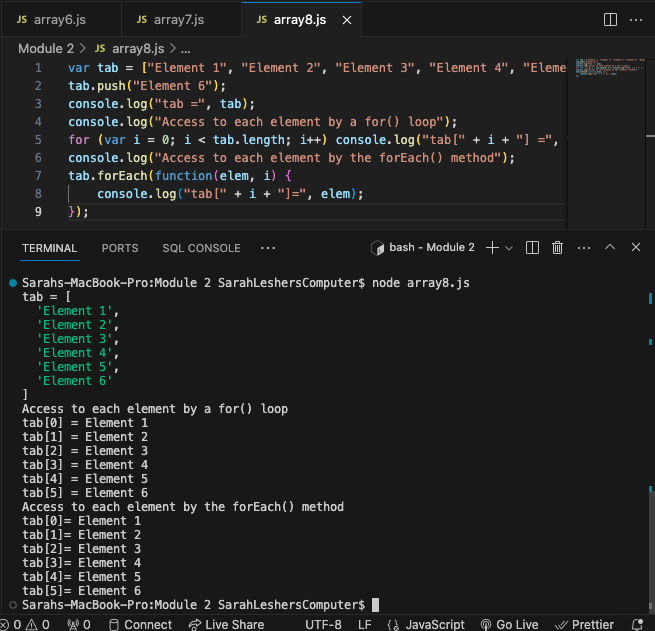 JS array6.js JS array7.js JS array8.js
Module 2 > JS array8.js > ...
1 var tab = ["Element 1", "Element 2", "Element 3", "Element 4", "Eleme
2 tab.push("Element 6");
3 console.log("tab =", tab);
4 console.log("Access to each element by a for() loop");
5 for (var i = 0; i < tab.length; i++) console.log("tab[" + i + "] =",
6 console.log("Access to each element by the forEach() method");
7 tab.forEach(function(elem, i) {
8 console.log("tab[" + i + "]=", elem);
9 });
TERMINAL PORTS SQL CONSOLE ... bash - Module 2
Sarahs-MacBook-Pro:Module 2 SarahLeshersComputer$ node array8.js
tab = [
'Element 1',
'Element 2',
'Element 3',
'Element 4',
'Element 5',
'Element 6'
]
Access to each element by a for() loop
tab[0] = Element 1
tab[1] = Element 2
tab[2] = Element 3
tab[3] = Element 4
tab[4] = Element 5
tab[5] = Element 6
Access to each element by the forEach() method
tab[0]= Element 1
tab[1]= Element 2
tab[2]= Element 3
tab[3]= Element 4
tab[4]= Element 5
tab[5]= Element 6
Sarahs-MacBook-Pro:Module 2 SarahLeshersComputer$
0 0 0 Connect Live Share UTF-8 LF {} JavaScript Go Live Prettier